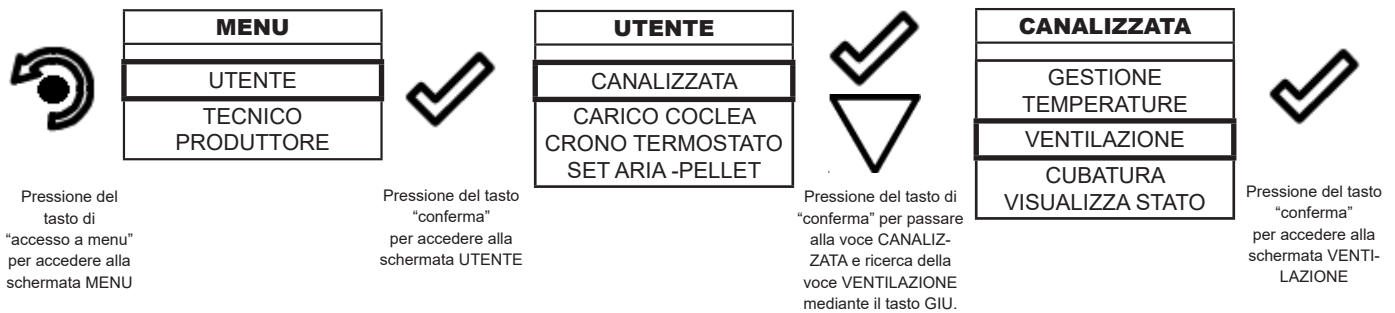 MENU
UTENTE
TECNICO
PRODUTTORE
Pressione del
tasto di
“accesso a menu”
per accedere alla
schermata MENU
Pressione del tasto
“conferma”
per accedere alla
schermata UTENTE
UTENTE
CANALIZZATA
CARICO COCLEA
CRONO TERMOSTATO
SET ARIA -PELLET
Pressione del tasto di
“conferma” per passare
alla voce CANALIZ-
ZATA e ricerca della
voce VENTILAZIONE
mediante il tasto GIU.
CANALIZZATA
GESTIONE
TEMPERATURE
VENTILAZIONE
CUBATURA
VISUALIZZA STATO
Pressione del tasto
“conferma”
per accedere alla
schermata VENTI-
LAZIONE